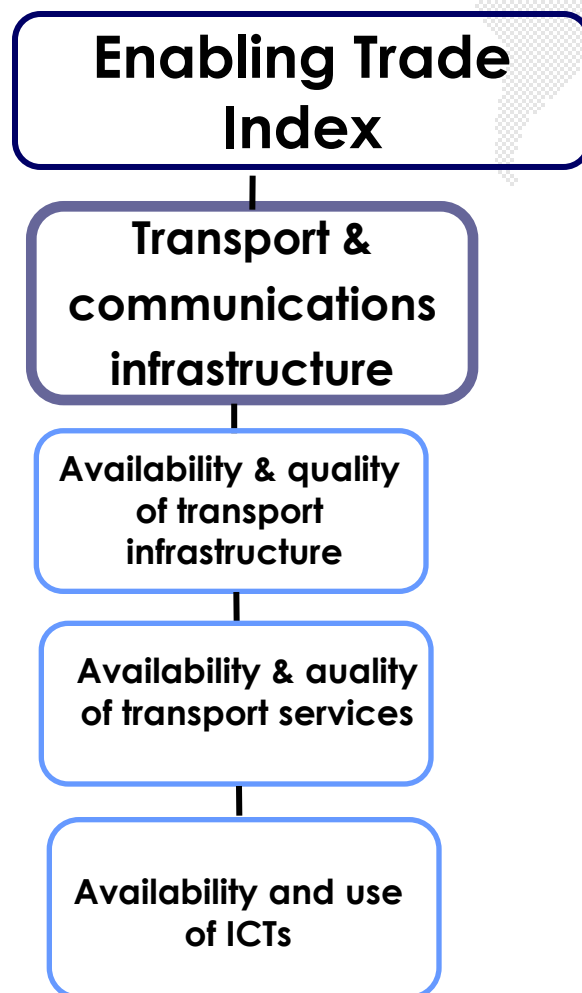 Enabling Trade
Index
Transport &
communications
infrastructure
Availability & quality
of transport
infrastructure
Availability & auality
of transport services
Availability and use
of ICTs